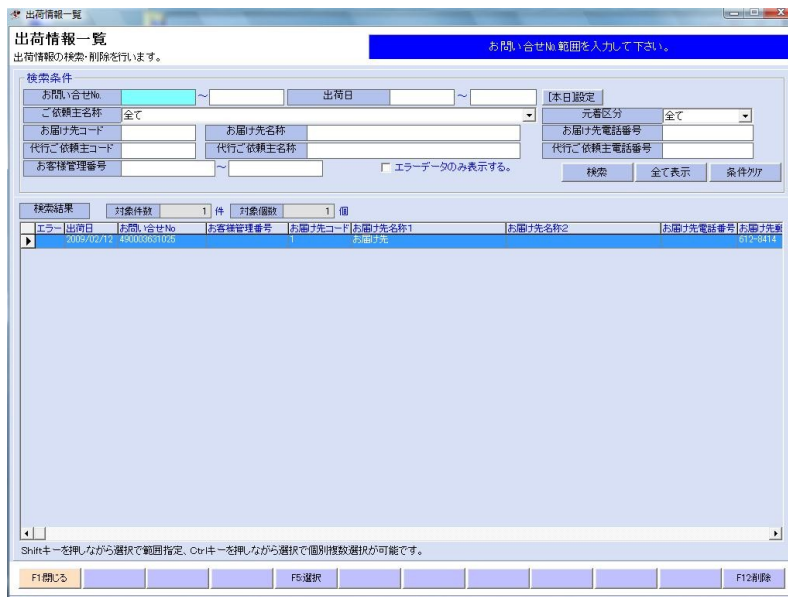 出荷情報一覧
出荷情報一覧
出荷情報の検索・削除を行います。
お問い合せNo.範囲を入力して下さい。
検索条件
お問い合せNo. ～ 出荷日 ～ [本日]設定
ご依頼主名称 全て 元着区分 全て
お届け先コード お届け先名称 お届け先電話番号
代行ご依頼主コード 代行ご依頼主名称 代行ご依頼主電話番号
お客様管理番号 ～ エラーデータのみ表示する。 検索 全て表示 条件クリア
検索結果 対象件数 1 件 対象個数 1 個
エラー 出荷日 お問い合せNo お客様管理番号 お届け先コード お届け先名称1 お届け先名称2 お届け先電話番号 お届け先郵
2009/02/12 490003631025 1 お届け先 612-8414
Shiftキーを押しながら選択で範囲指定、Ctrlキーを押しながら選択で個別複数選択が可能です。
F1閉じる F5選択 F12削除